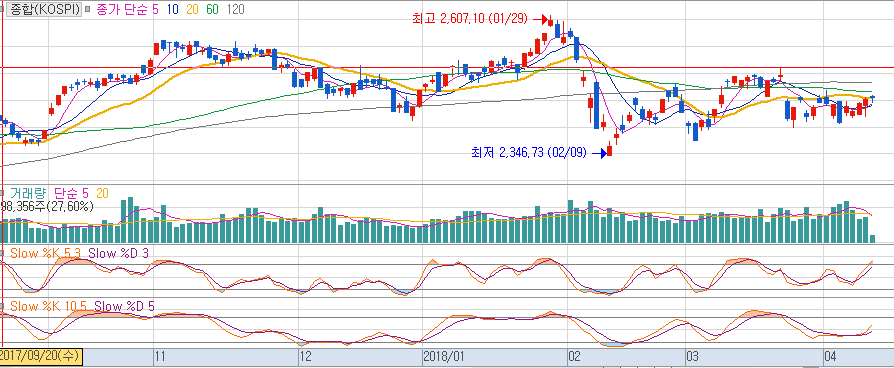 종합(KOSPI) 종가 단순 5 10 20 60 120
최고 2,607,10 (01/29)
최저 2,346,73 (02/09)
거래량 단순 5 20
98,356주(27,60%)
Slow %K 5.3 Slow %D 3
Slow %K 10.5 Slow %D 5
2017/09/20(수) 11 12 2018/01 02 03 04